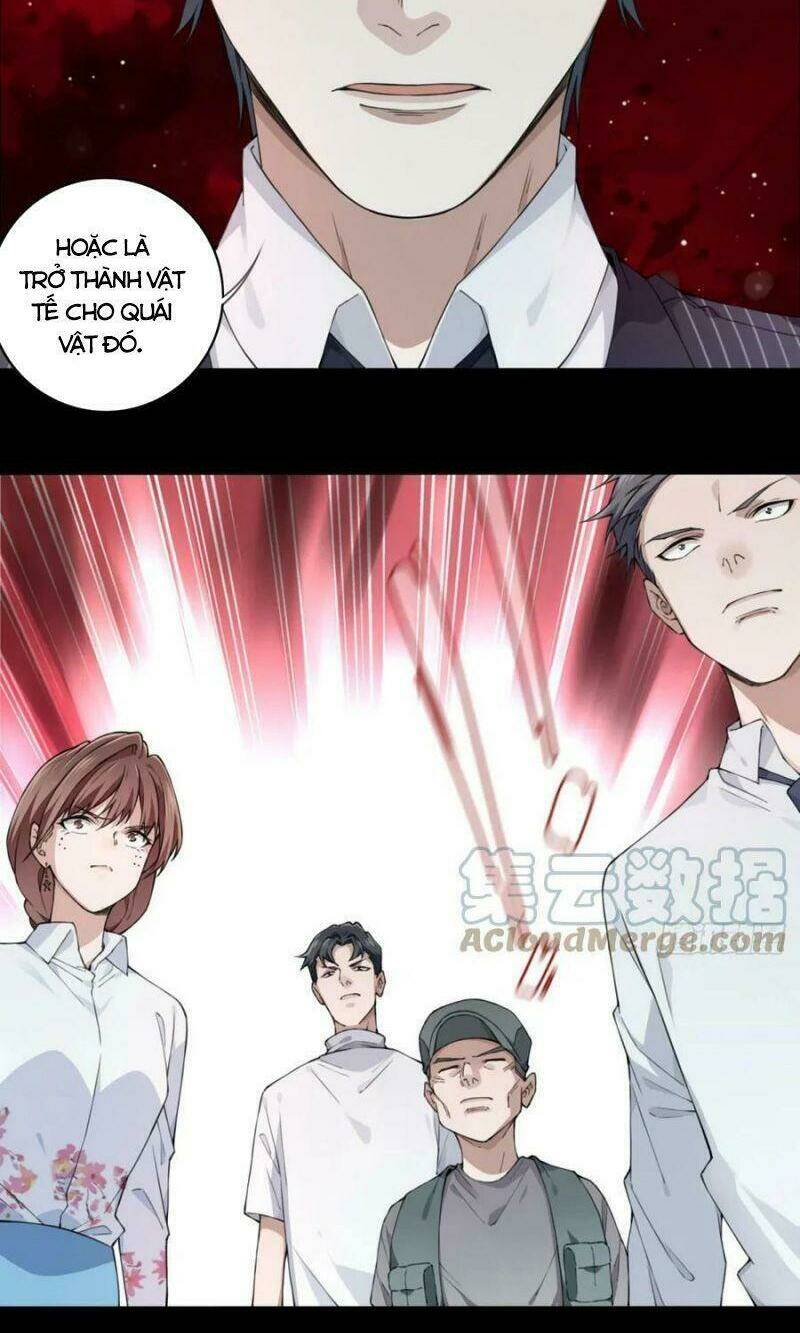 HOẶC LÀ
TRỞ THÀNH VẬT
TẾ CHO QUÁI
VẬT ĐÓ.
集云数据
ACloudMerge.com